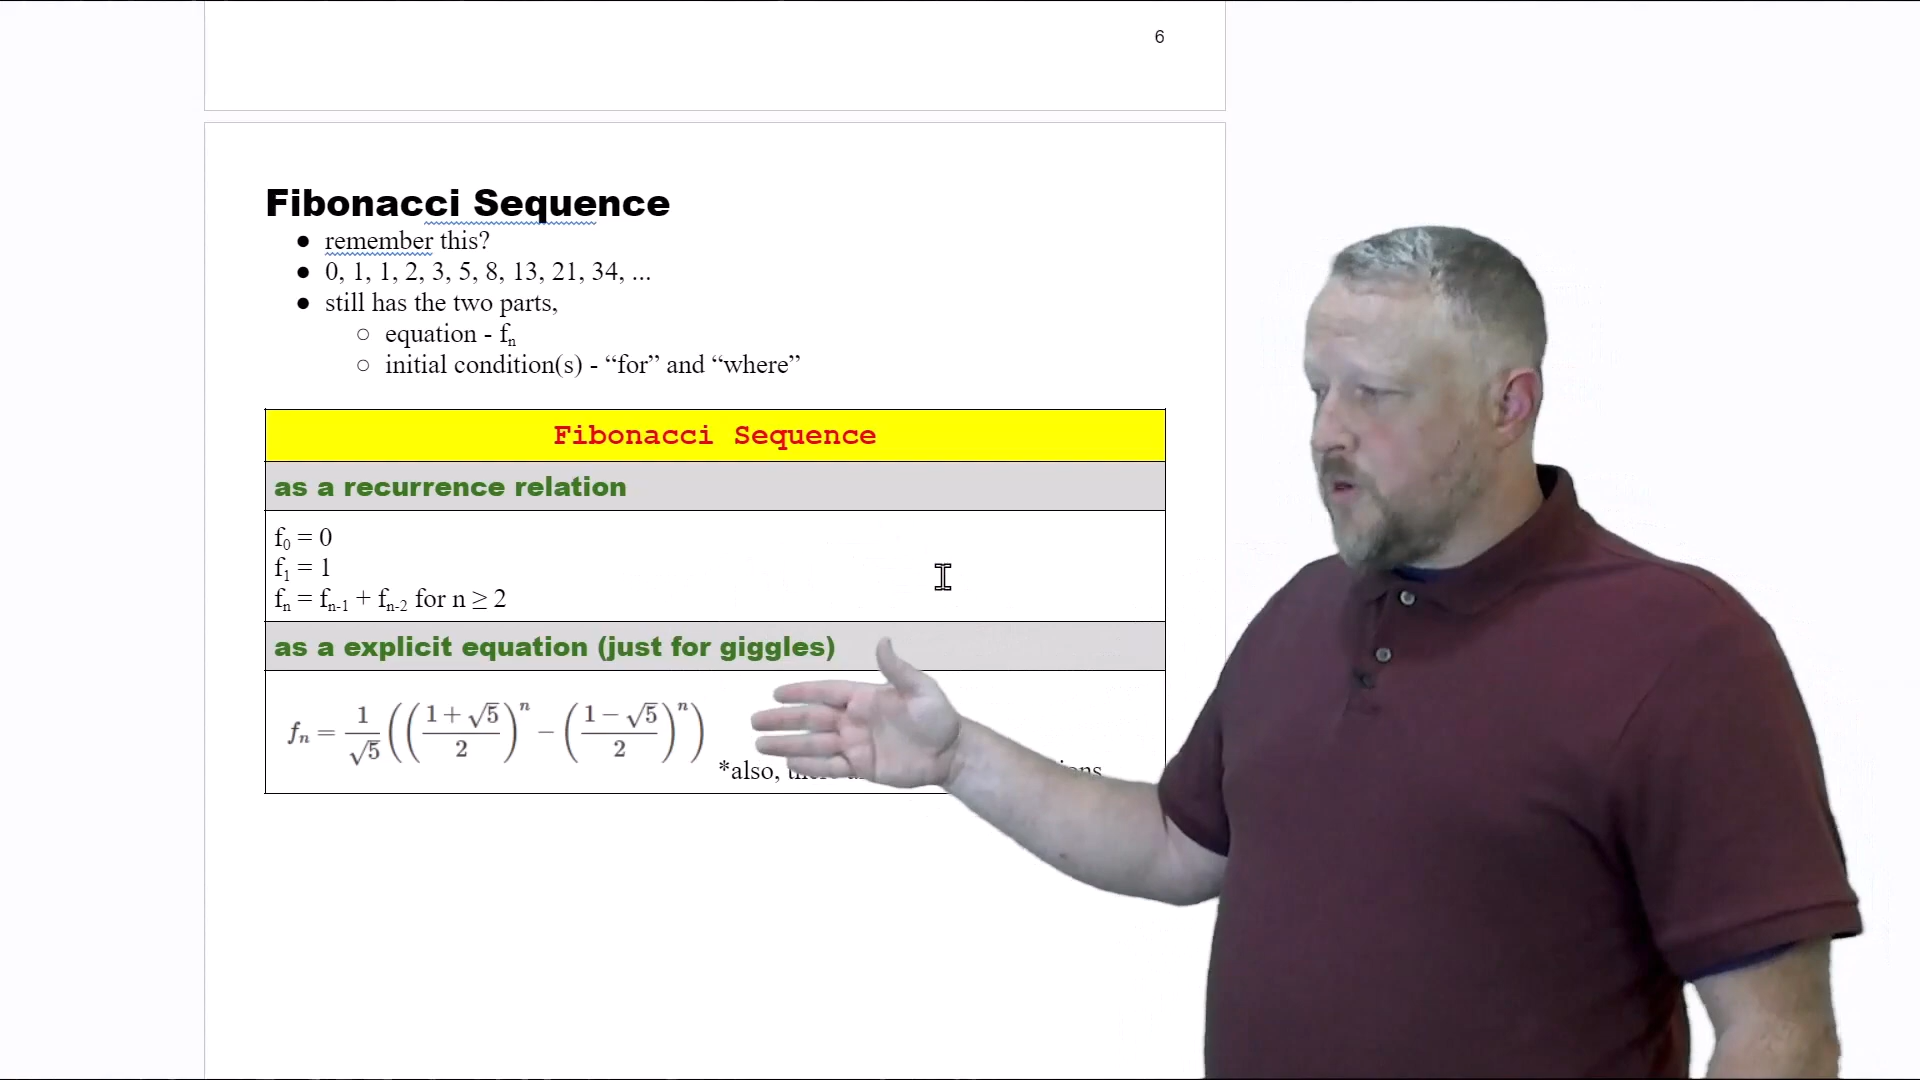 6
Fibonacci Sequence
● remember this?
● 0, 1, 1, 2, 3, 5, 8, 13, 21, 34, ...
● still has the two parts,
○ equation - fₙ
○ initial condition(s) - “for” and “where”
Fibonacci Sequence
as a recurrence relation
f₀ = 0
f₁ = 1
fₙ = fₙ₋₁ + fₙ₋₂ for n ≥ 2
as a explicit equation (just for giggles)
fₙ = 1/√5 (((1+√5)/2)ⁿ − ((1−√5)/2)ⁿ)
*also,